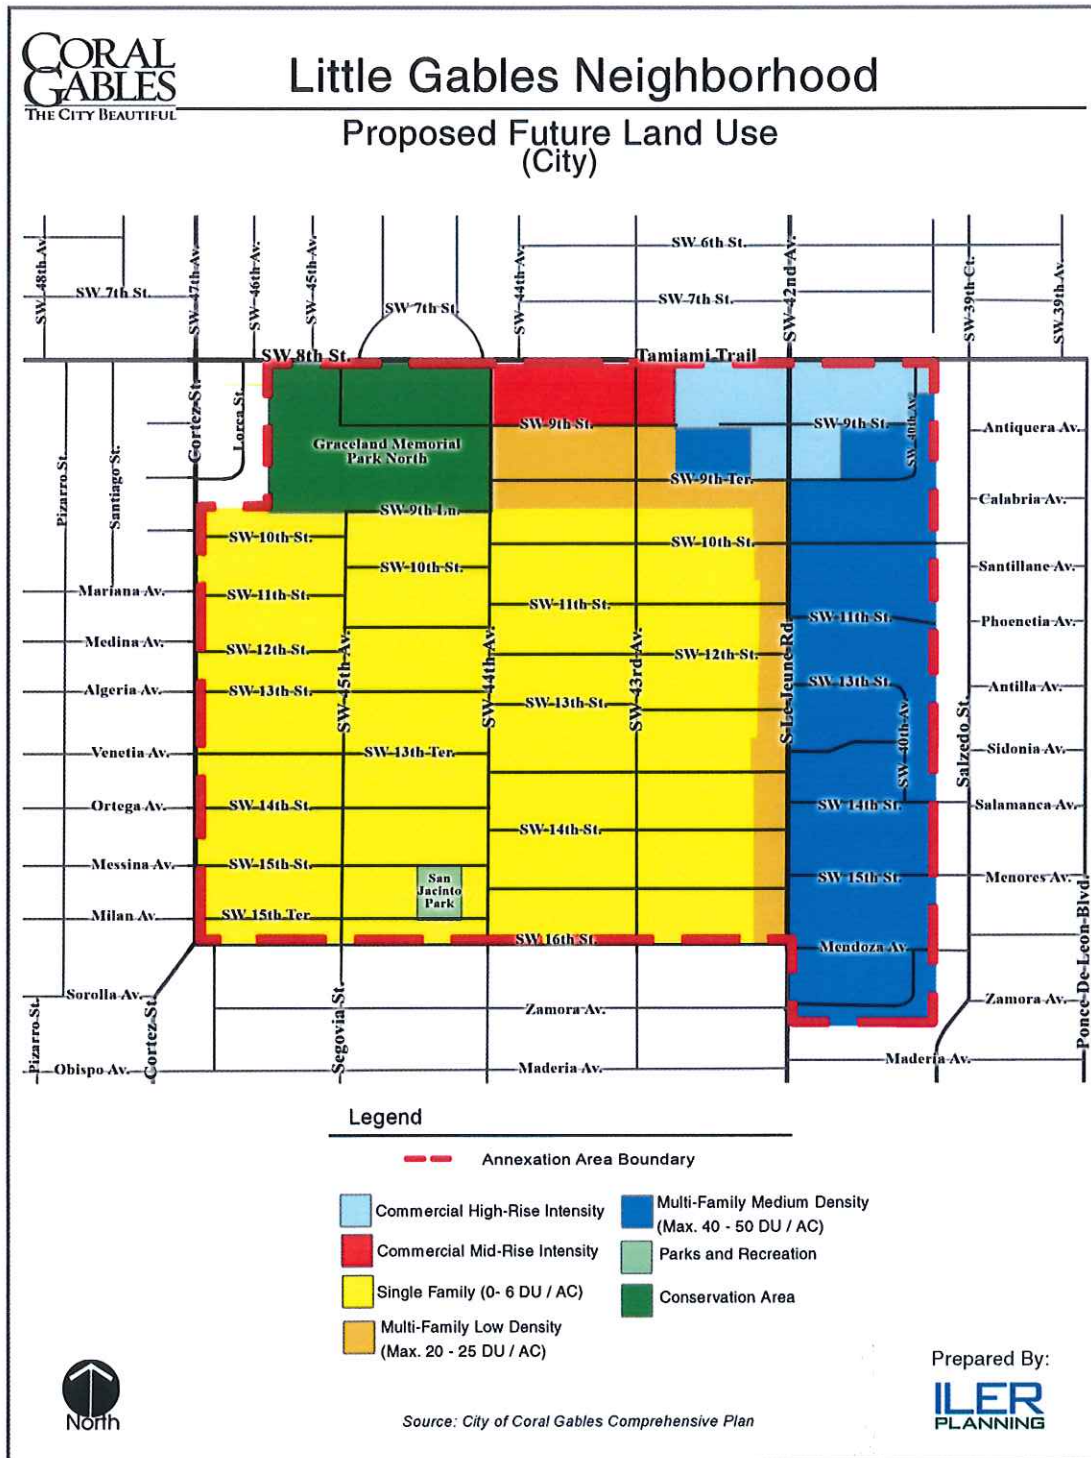 CORAL
GABLES
THE CITY BEAUTIFUL
Little Gables Neighborhood
Proposed Future Land Use
(City)
SW 48th Av.
SW 47th Av.
SW 46th Av.
SW 45th Av.
SW 44th Av.
SW 42nd Av.
SW 39th Ct.
SW 39th Av.
SW 6th St.
SW 7th St.
SW 7th St.
SW 7th St.
SW 8th St.
Tamiami Trail
Pizarro St.
Santiago St.
Cortez St.
Lorca St.
Graceland Memorial
Park North
SW 9th St.
SW 9th St.
SW 40th Av.
Antiquera Av.
SW 9th Ter.
Calabria Av.
SW 9th Ln.
SW 10th St.
SW 10th St.
SW 10th St.
Santillane Av.
Mariana Av.
SW 11th St.
SW 11th St.
SW 11th St.
Phoenetia Av.
Medina Av.
SW 12th St.
SW 12th St.
SW 45th Av.
SW 44th Av.
SW 43rd Av.
S Le Jeune Rd.
Algeria Av.
SW 13th St.
SW 13th St.
SW 13th St.
Antilla Av.
SW 40th Av.
Salzedo St.
Venetia Av.
SW 13th Ter.
Sidonia Av.
Ortega Av.
SW 14th St.
SW 14th St.
SW 14th St.
Salamanca Av.
Messina Av.
SW 15th St.
San
Jacinto
Park
SW 15th St.
Menores Av.
Milan Av.
SW 15th Ter.
SW 16th St.
Mendoza Av.
Ponce De Leon Blvd.
Sorolla Av.
Pizarro St.
Cortez St.
Segovia St.
Zamora Av.
Zamora Av.
Obispo Av.
Maderia Av.
Maderia Av.
Legend
Annexation Area Boundary
Commercial High-Rise Intensity
Commercial Mid-Rise Intensity
Single Family (0- 6 DU / AC)
Multi-Family Low Density
(Max. 20 - 25 DU / AC)
Multi-Family Medium Density
(Max. 40 - 50 DU / AC)
Parks and Recreation
Conservation Area
North
Source: City of Coral Gables Comprehensive Plan
Prepared By:
ILER
PLANNING